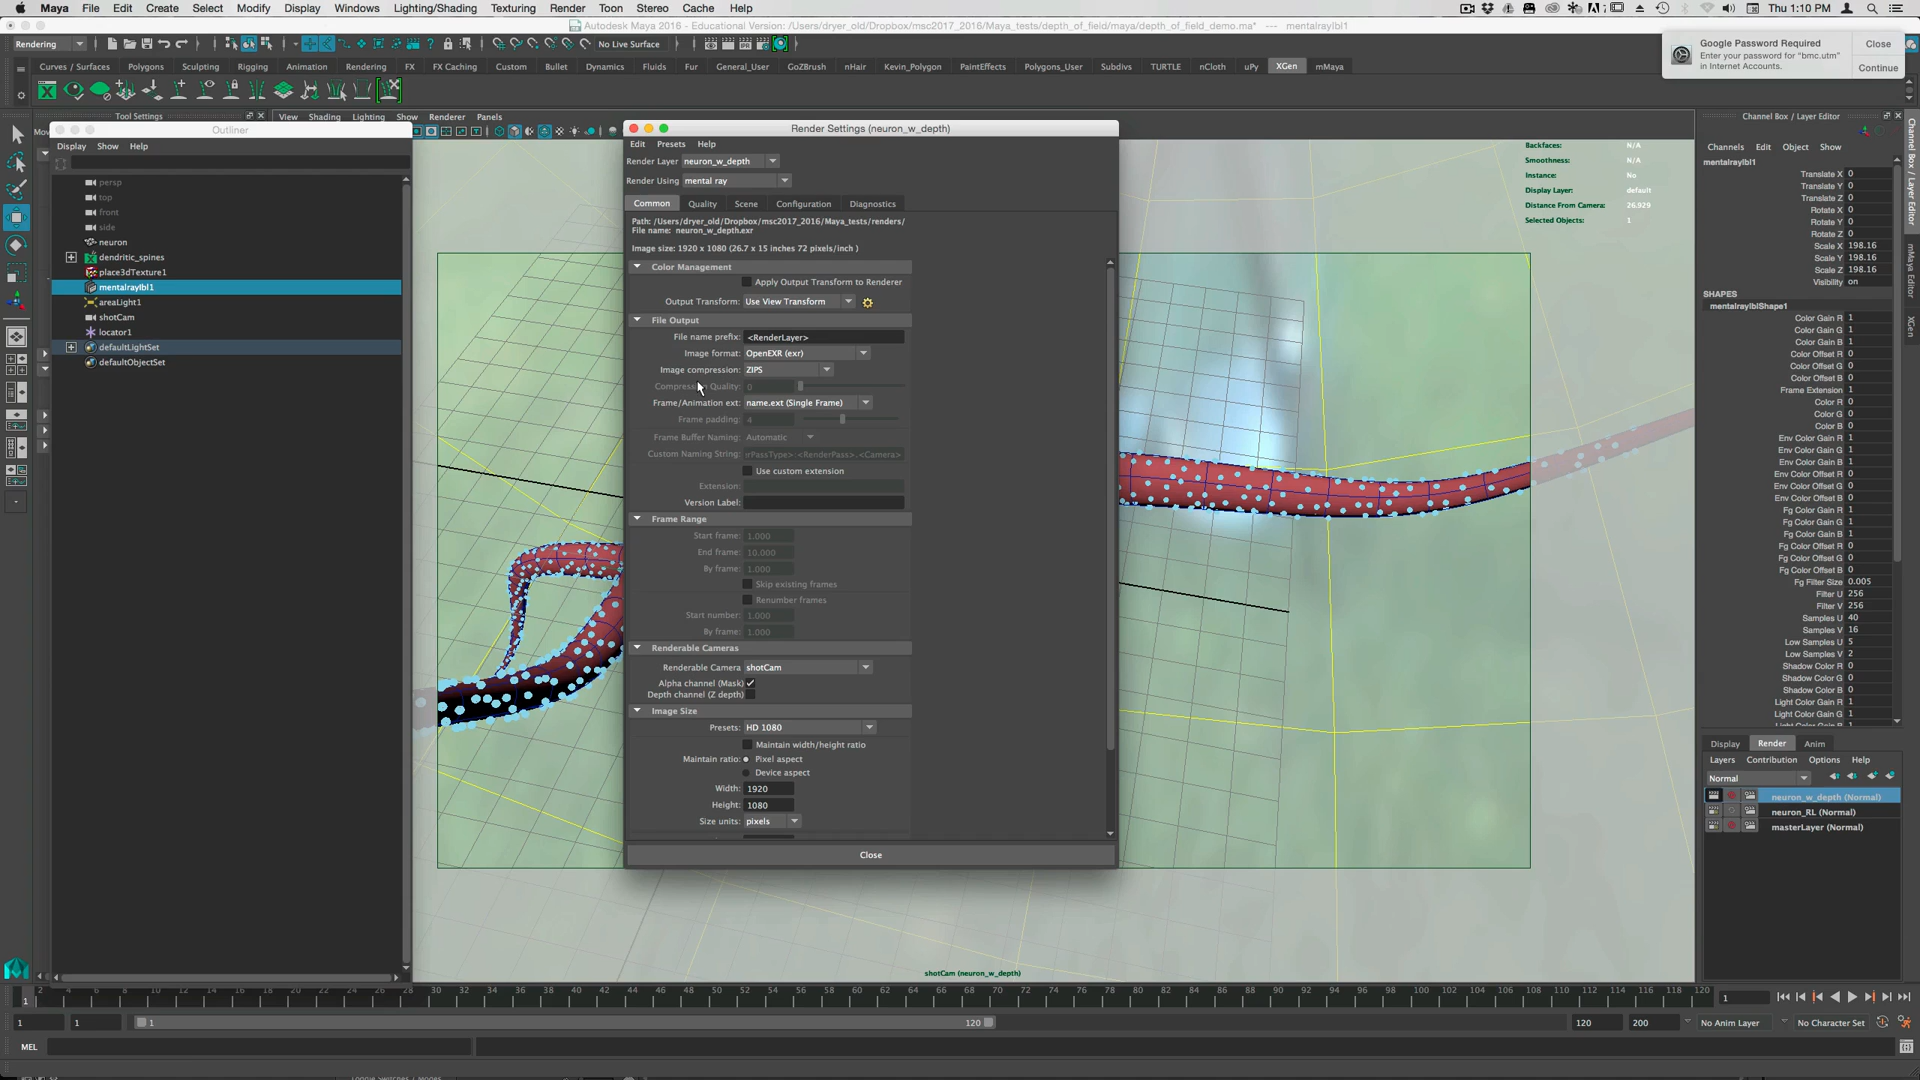 Maya File Edit Create Select Modify Display Windows Lighting/Shading Texturing Render Toon Stereo Cache Help Thu 1:10 PM
Autodesk Maya 2016 - Educational Version: /Users/dryer_old/Dropbox/msc2017_2016/Maya_tests/depth_of_field/maya/depth_of_field_demo.ma* --- mentalrayIbl1
Rendering No Live Surface
Google Password Required Close
Enter your password for "bmc.utm" in Internet Accounts. Continue
Curves / Surfaces Polygons Sculpting Rigging Animation Rendering FX FX Caching Custom Bullet Dynamics Fluids Fur General_User GoZBrush nHair Kevin_Polygon PaintEffects Polygons_User Subdivs TURTLE nCloth uPy XGen mMaya
Tool Settings View Shading Lighting Show Renderer Panels
Channel Box / Layer Editor
Outliner
Display Show Help
persp
top
front
side
neuron
dendritic_spines
place3dTexture1
mentalrayIbl1
areaLight1
shotCam
locator1
defaultLightSet
defaultObjectSet
Render Settings (neuron_w_depth)
Edit Presets Help
Render Layer neuron_w_depth
Render Using mental ray
Common Quality Scene Configuration Diagnostics
Path: /Users/dryer_old/Dropbox/msc2017_2016/Maya_tests/renders/
File name: neuron_w_depth.exr
Image size: 1920 x 1080 (26.7 x 15 inches 72 pixels/inch )
Color Management
Apply Output Transform to Renderer
Output Transform: Use View Transform
File Output
File name prefix: <RenderLayer>
Image format: OpenEXR (exr)
Image compression: ZIPS
Compression Quality: 0
Frame/Animation ext: name.ext (Single Frame)
Frame padding: 4
Frame Buffer Naming: Automatic
Custom Naming String: rPassType>:<RenderPass>.<Camera>
Use custom extension
Extension:
Version Label:
Frame Range
Start frame: 1.000
End frame: 10.000
By frame: 1.000
Skip existing frames
Renumber frames
Start number: 1.000
By frame: 1.000
Renderable Cameras
Renderable Camera shotCam
Alpha channel (Mask)
Depth channel (Z depth)
Image Size
Presets: HD 1080
Maintain width/height ratio
Maintain ratio: Pixel aspect
Device aspect
Width: 1920
Height: 1080
Size units: pixels
Close
Backfaces: N/A
Smoothness: N/A
Instance: No
Display Layer: default
Distance From Camera: 26.929
Selected Objects: 1
shotCam (neuron_w_depth)
Channels Edit Object Show
mentalrayIbl1
Translate X 0
Translate Y 0
Translate Z 0
Rotate X 0
Rotate Y 0
Rotate Z 0
Scale X 198.16
Scale Y 198.16
Scale Z 198.16
Visibility on
SHAPES
mentalrayIblShape1
Color Gain R 1
Color Gain G 1
Color Gain B 1
Color Offset R 0
Color Offset G 0
Color Offset B 0
Frame Extension 1
Color R 0
Color G 0
Color B 0
Env Color Gain R 1
Env Color Gain G 1
Env Color Gain B 1
Env Color Offset R 0
Env Color Offset G 0
Env Color Offset B 0
Fg Color Gain R 1
Fg Color Gain G 1
Fg Color Gain B 1
Fg Color Offset R 0
Fg Color Offset G 0
Fg Color Offset B 0
Fg Filter Size 0.005
Filter U 256
Filter V 256
Samples U 40
Samples V 16
Low Samples U 5
Low Samples V 2
Shadow Color R 0
Shadow Color G 0
Shadow Color B 0
Light Color Gain R 1
Light Color Gain G 1
Light Color Gain B 1
Channel Box / Layer Editor
mMaya Editor
XGen
Display Render Anim
Layers Contribution Options Help
Normal
neuron_w_depth (Normal)
neuron_RL (Normal)
masterLayer (Normal)
1 1 1 120 120 200 No Anim Layer No Character Set
MEL